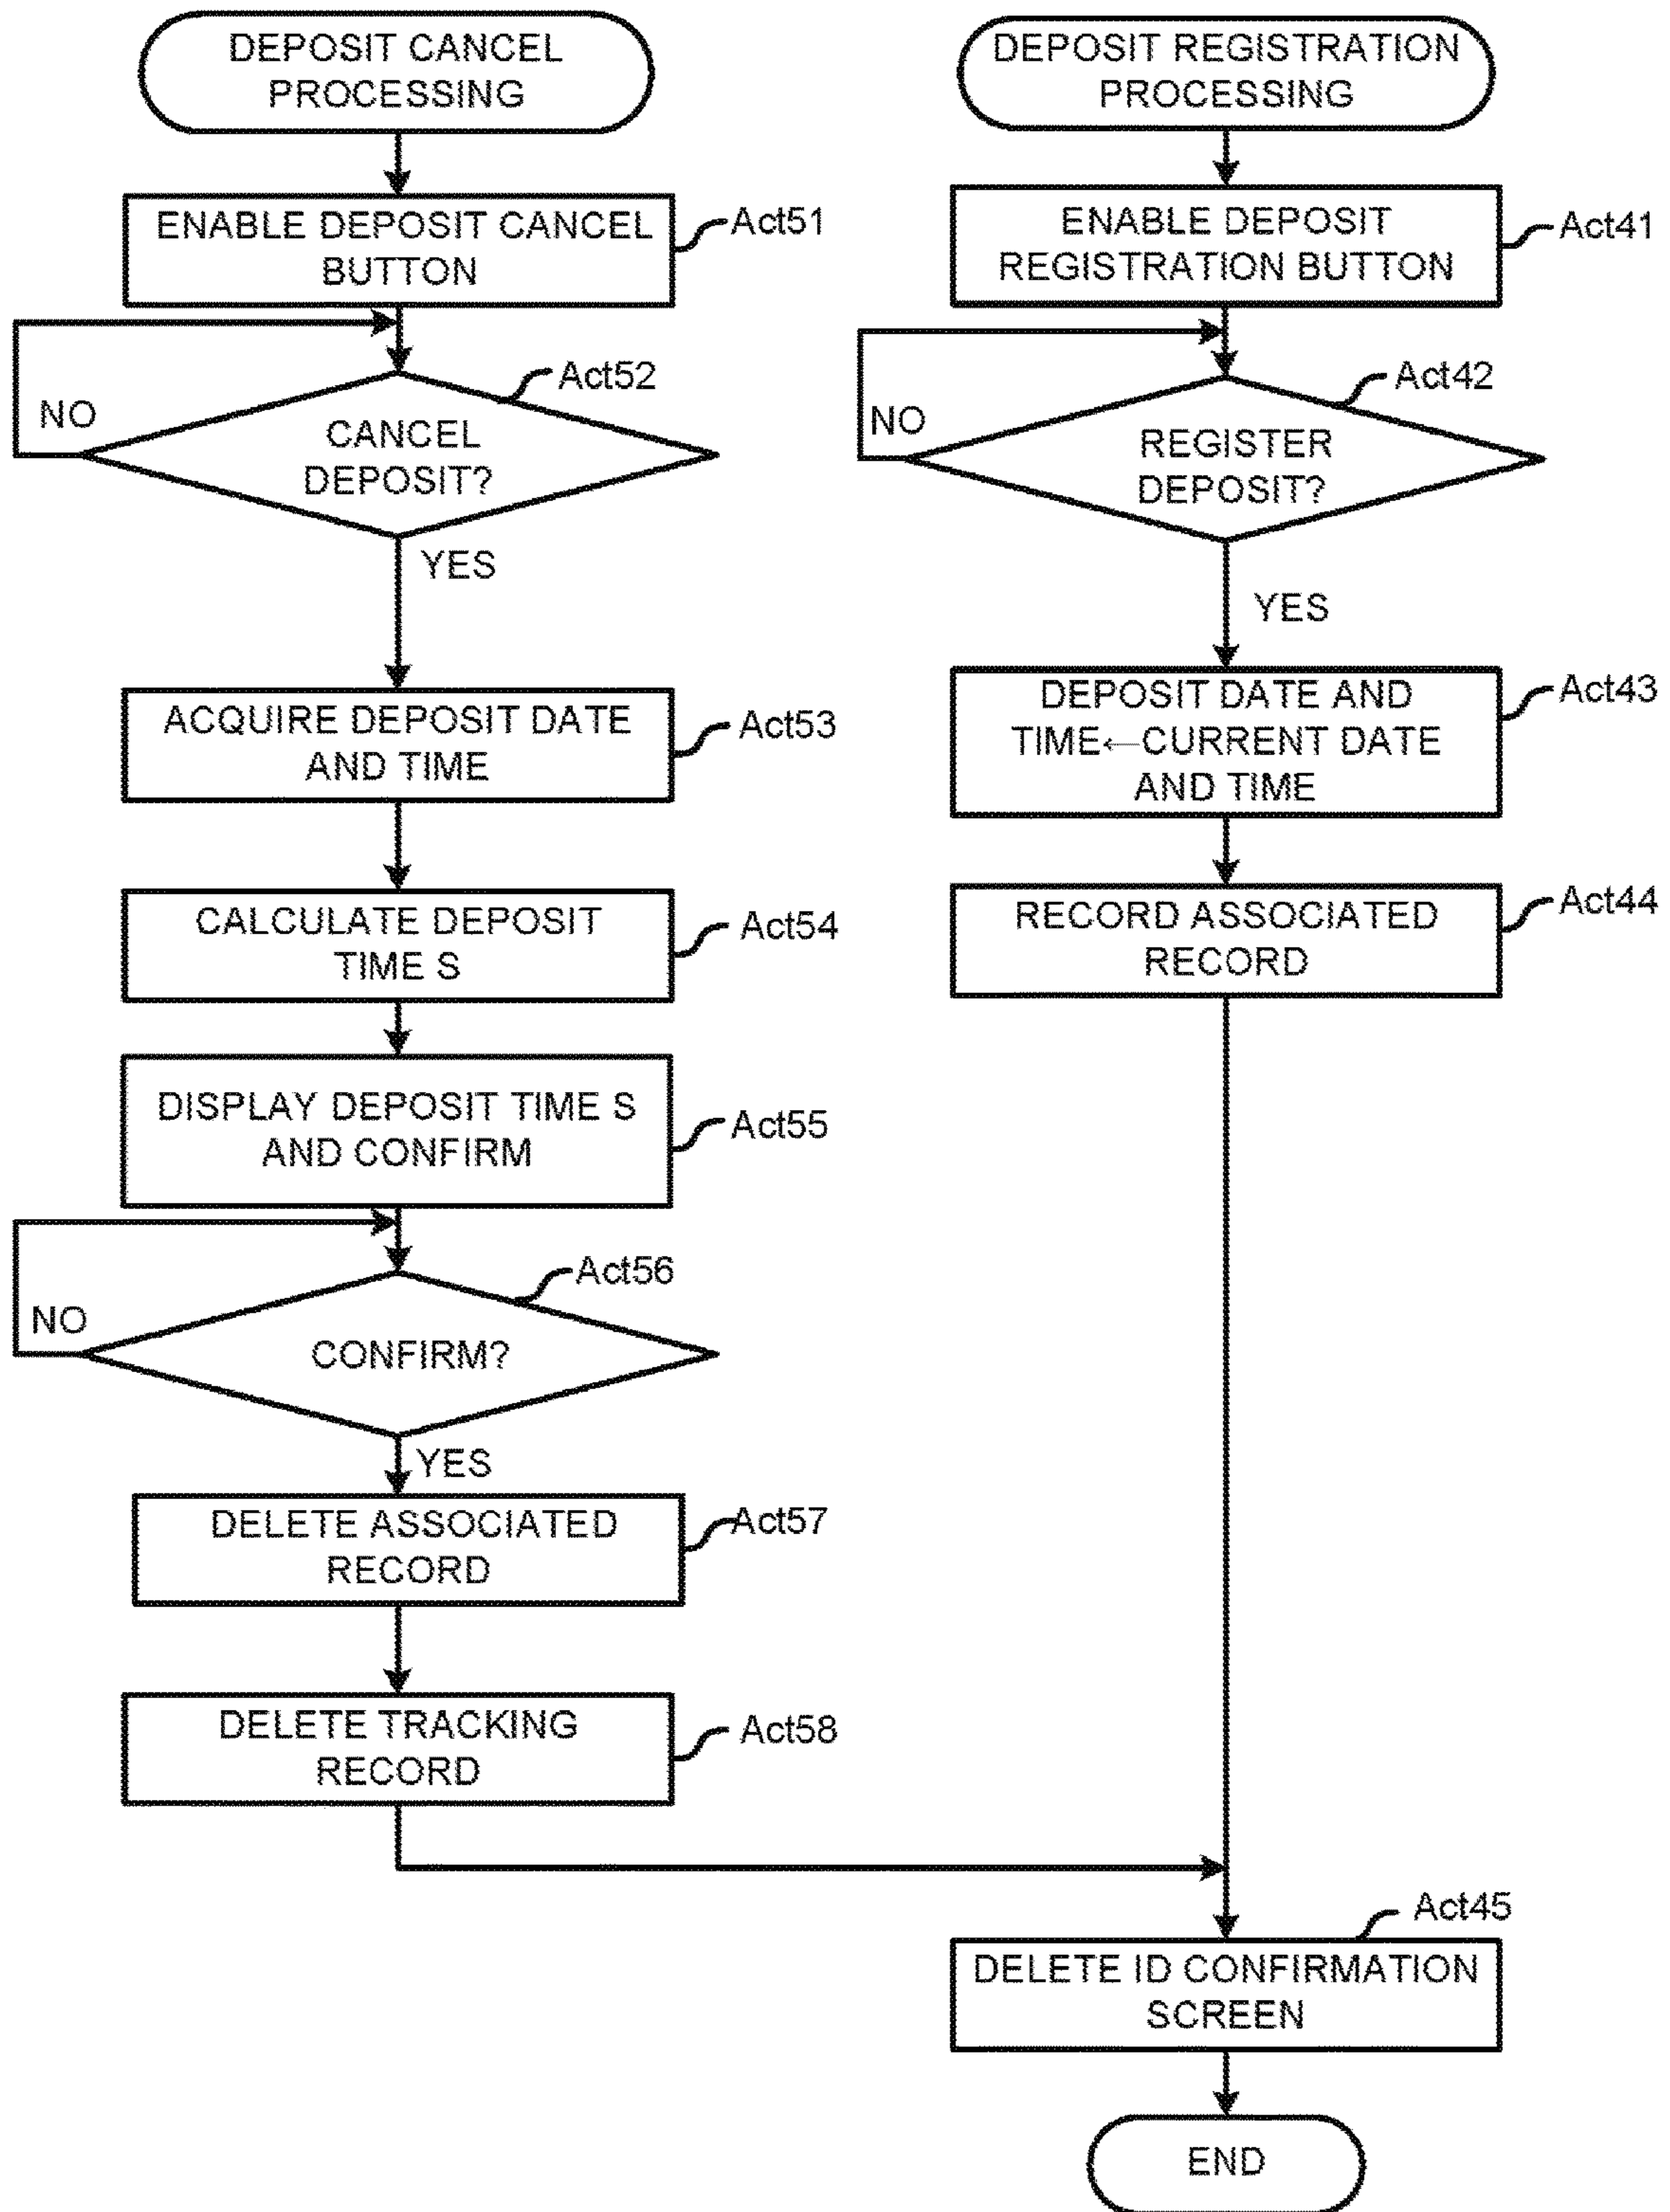 DEPOSIT CANCEL
PROCESSING
ENABLE DEPOSIT CANCEL
BUTTON
Act51
Act52
NO
CANCEL
DEPOSIT?
YES
ACQUIRE DEPOSIT DATE
AND TIME
Act53
CALCULATE DEPOSIT
TIME S
Act54
DISPLAY DEPOSIT TIME S
AND CONFIRM
Act55
Act56
NO
CONFIRM?
YES
DELETE ASSOCIATED
RECORD
Act57
DELETE TRACKING
RECORD
Act58
DEPOSIT REGISTRATION
PROCESSING
ENABLE DEPOSIT
REGISTRATION BUTTON
Act41
Act42
NO
REGISTER
DEPOSIT?
YES
DEPOSIT DATE AND
TIME←CURRENT DATE
AND TIME
Act43
RECORD ASSOCIATED
RECORD
Act44
Act45
DELETE ID CONFIRMATION
SCREEN
END